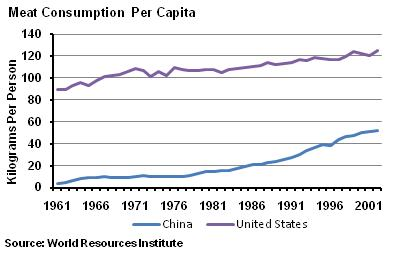 Meat Consumption Per Capita
Kilograms Per Person
140
120
100
80
60
40
20
0
1961 1966 1971 1976 1981 1986 1991 1996 2001
China United States
Source: World Resources Institute